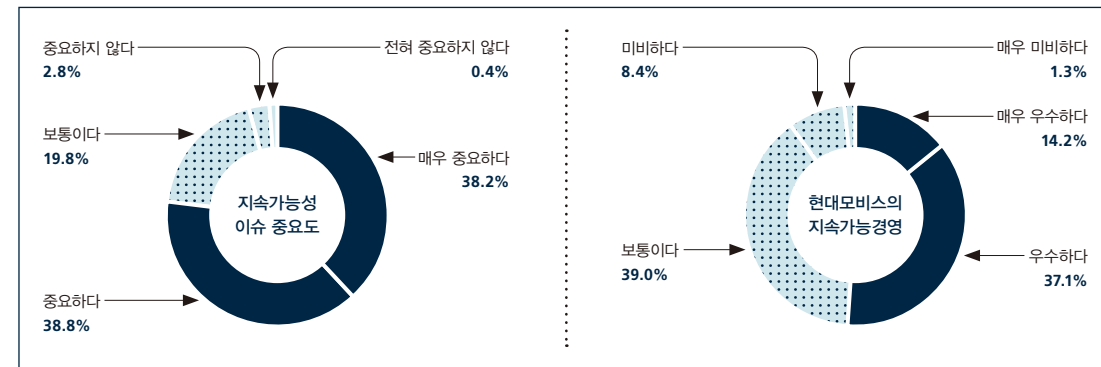 중요하지 않다
2.8%
전혀 중요하지 않다
0.4%
보통이다
19.8%
매우 중요하다
38.2%
지속가능성
이슈 중요도
중요하다
38.8%
미비하다
8.4%
매우 미비하다
1.3%
매우 우수하다
14.2%
현대모비스의
지속가능경영
보통이다
39.0%
우수하다
37.1%